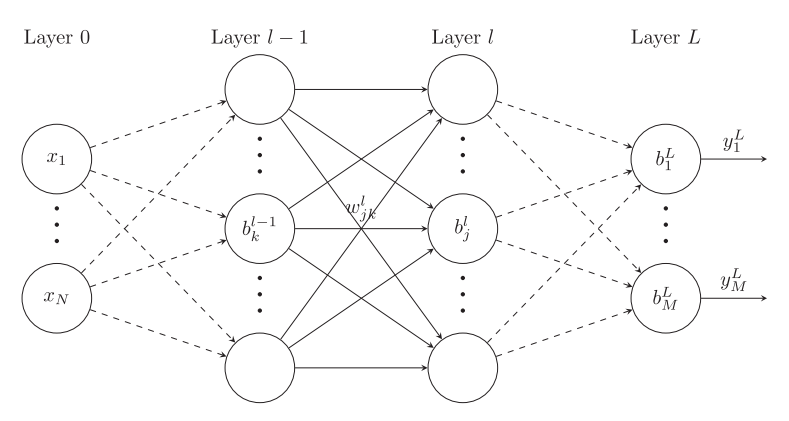 Layer 0
Layer l − 1
Layer l
Layer L
x_1
x_N
b_k^{l−1}
w_{jk}^l
b_j^l
b_1^L
b_M^L
y_1^L
y_M^L